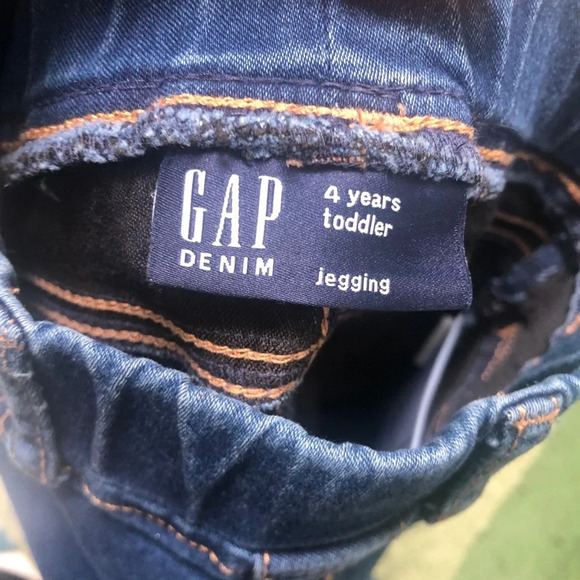 GAP
DENIM
4 years
toddler
jegging